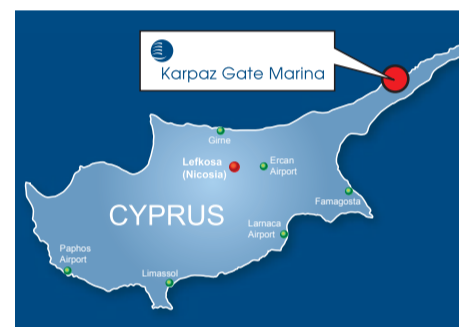 Karpaz Gate Marina
Girne
Lefkosa
(Nicosia)
Ercan
Airport
Famagosta
CYPRUS
Larnaca
Airport
Paphos
Airport
Limassol